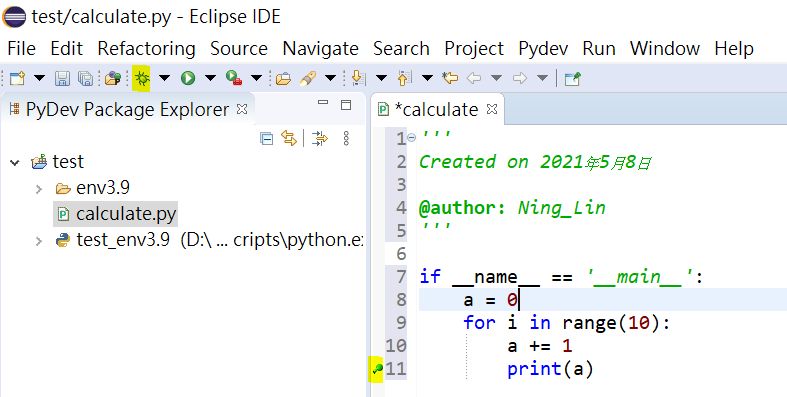 test/calculate.py - Eclipse IDE
File Edit Refactoring Source Navigate Search Project Pydev Run Window Help
PyDev Package Explorer
test
env3.9
calculate.py
test_env3.9 (D:\ ... cripts\python.ex
*calculate
1 '''
2 Created on 2021年5月8日
3
4 @author: Ning_Lin
5 '''
6
7 if __name__ == '__main__':
8 a = 0
9 for i in range(10):
10 a += 1
11 print(a)